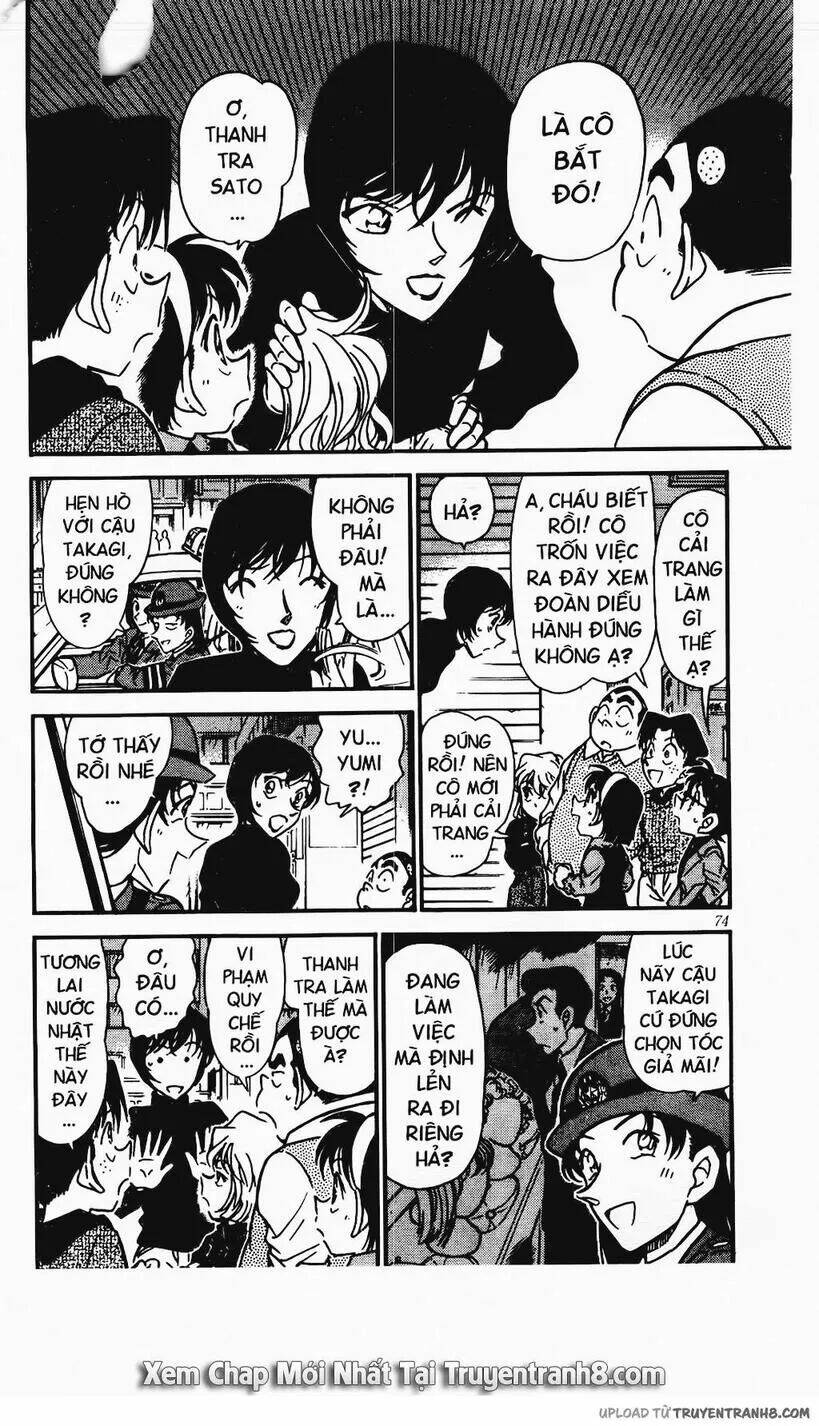 LÀ CÔ
BẮT
ĐÓ!
Ơ,
THANH
TRA
SATO
...
CÔ
CẢI
TRANG
LÀM
GÌ
THẾ
Ạ?
A, CHÁU BIẾT
RỒI! CÔ
TRỐN VIỆC
RA ĐÂY XEM
ĐOÀN DIỄU
HÀNH ĐÚNG
KHÔNG Ạ?
HẢ?
ĐÚNG
RỒI! NÊN
CÔ MỚI
PHẢI CẢI
TRANG
...
KHÔNG
PHẢI
ĐÂU!
MÀ
LÀ...
HẸN HÒ
VỚI CẬU
TAKAGI,
ĐÚNG
KHÔNG
?
YU...
YUMI
?!
TỚ THẤY
RỒI NHÉ
...
74
LÚC
NÃY CẬU
TAKAGI
CỨ ĐỨNG
CHỌN TÓC
GIẢ MÃI!
ĐANG
LÀM
VIỆC
MÀ ĐỊNH
LẺN
RA ĐI
RIÊNG
HẢ?
THANH
TRA LÀM
THẾ MÀ
ĐƯỢC
À?
VI
PHẠM
QUY
CHẾ
RỒI
...
Ơ,
ĐÂU
CÓ...
TƯƠNG
LAI
NƯỚC
NHẬT
THẾ
NÀY
ĐÂY
...
Xem Chap Mới Nhất Tại Truyentranh8.com
UPLOAD TỪ TRUYENTRANH8.COM